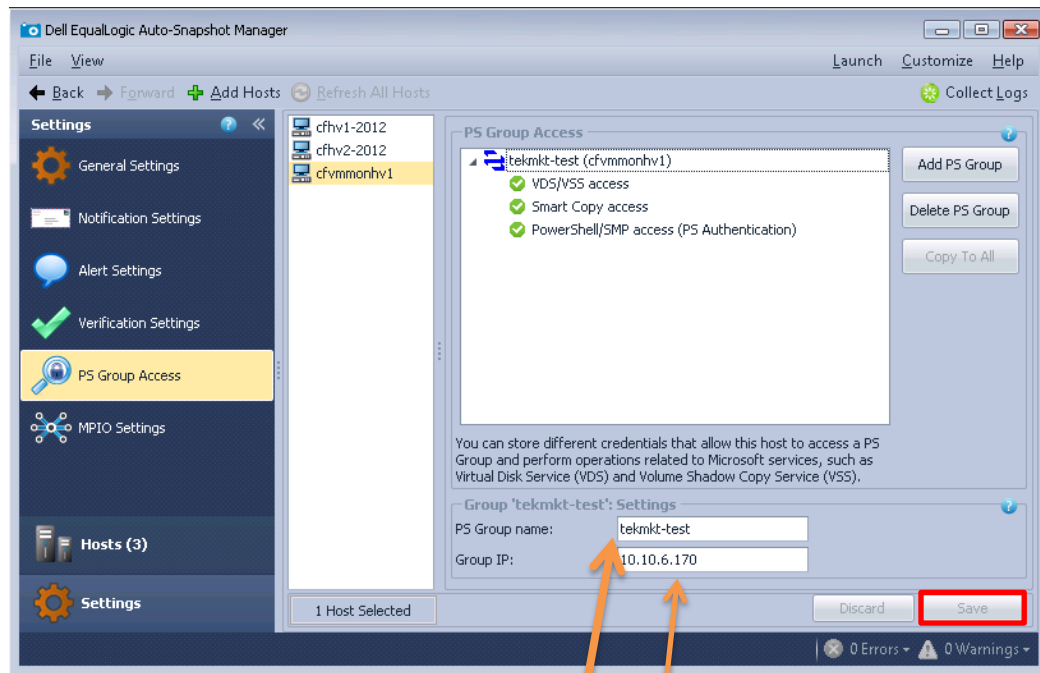 Dell EqualLogic Auto-Snapshot Manager
File View Launch Customize Help
Back Forward Add Hosts Refresh All Hosts Collect Logs
Settings
General Settings
Notification Settings
Alert Settings
Verification Settings
PS Group Access
MPIO Settings
Hosts (3)
Settings
cfhv1-2012
cfhv2-2012
cfvmmonhv1
1 Host Selected
PS Group Access
tekmkt-test (cfvmmonhv1)
VDS/VSS access
Smart Copy access
PowerShell/SMP access (PS Authentication)
Add PS Group
Delete PS Group
Copy To All
You can store different credentials that allow this host to access a PS
Group and perform operations related to Microsoft services, such as
Virtual Disk Service (VDS) and Volume Shadow Copy Service (VSS).
Group 'tekmkt-test': Settings
PS Group name: tekmkt-test
Group IP: 10.10.6.170
Discard Save
0 Errors 0 Warnings